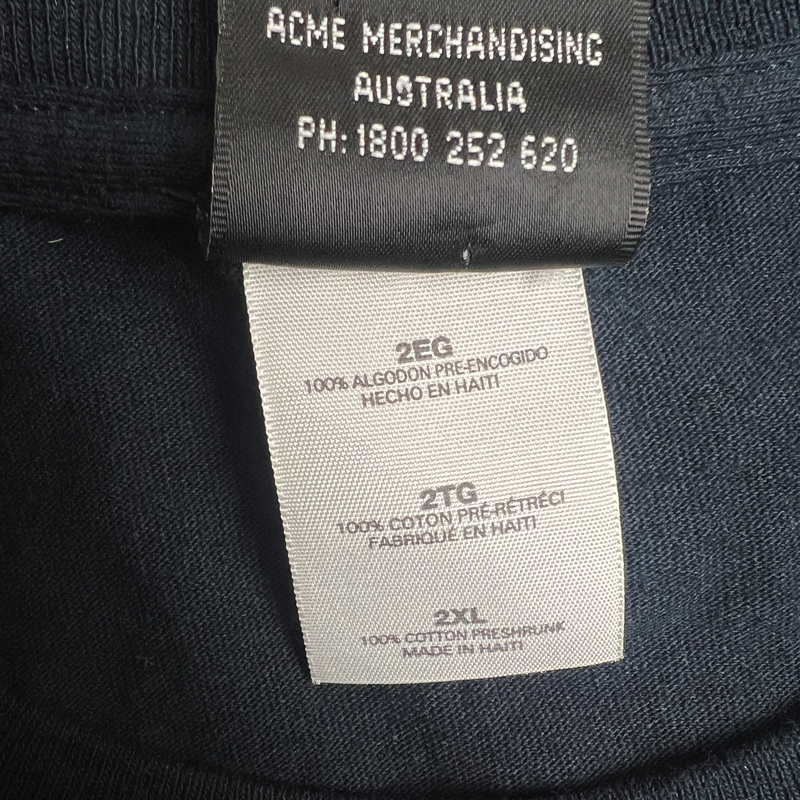 ACME MERCHANDISING
AUSTRALIA
PH: 1800 252 620
2EG
100% ALGODON PRE-ENCOGIDO
HECHO EN HAITI
2TG
100% COTON PRÉ-RÉTRÉCI
FABRIQUÉ EN HAITI
2XL
100% COTTON PRESHRUNK
MADE IN HAITI